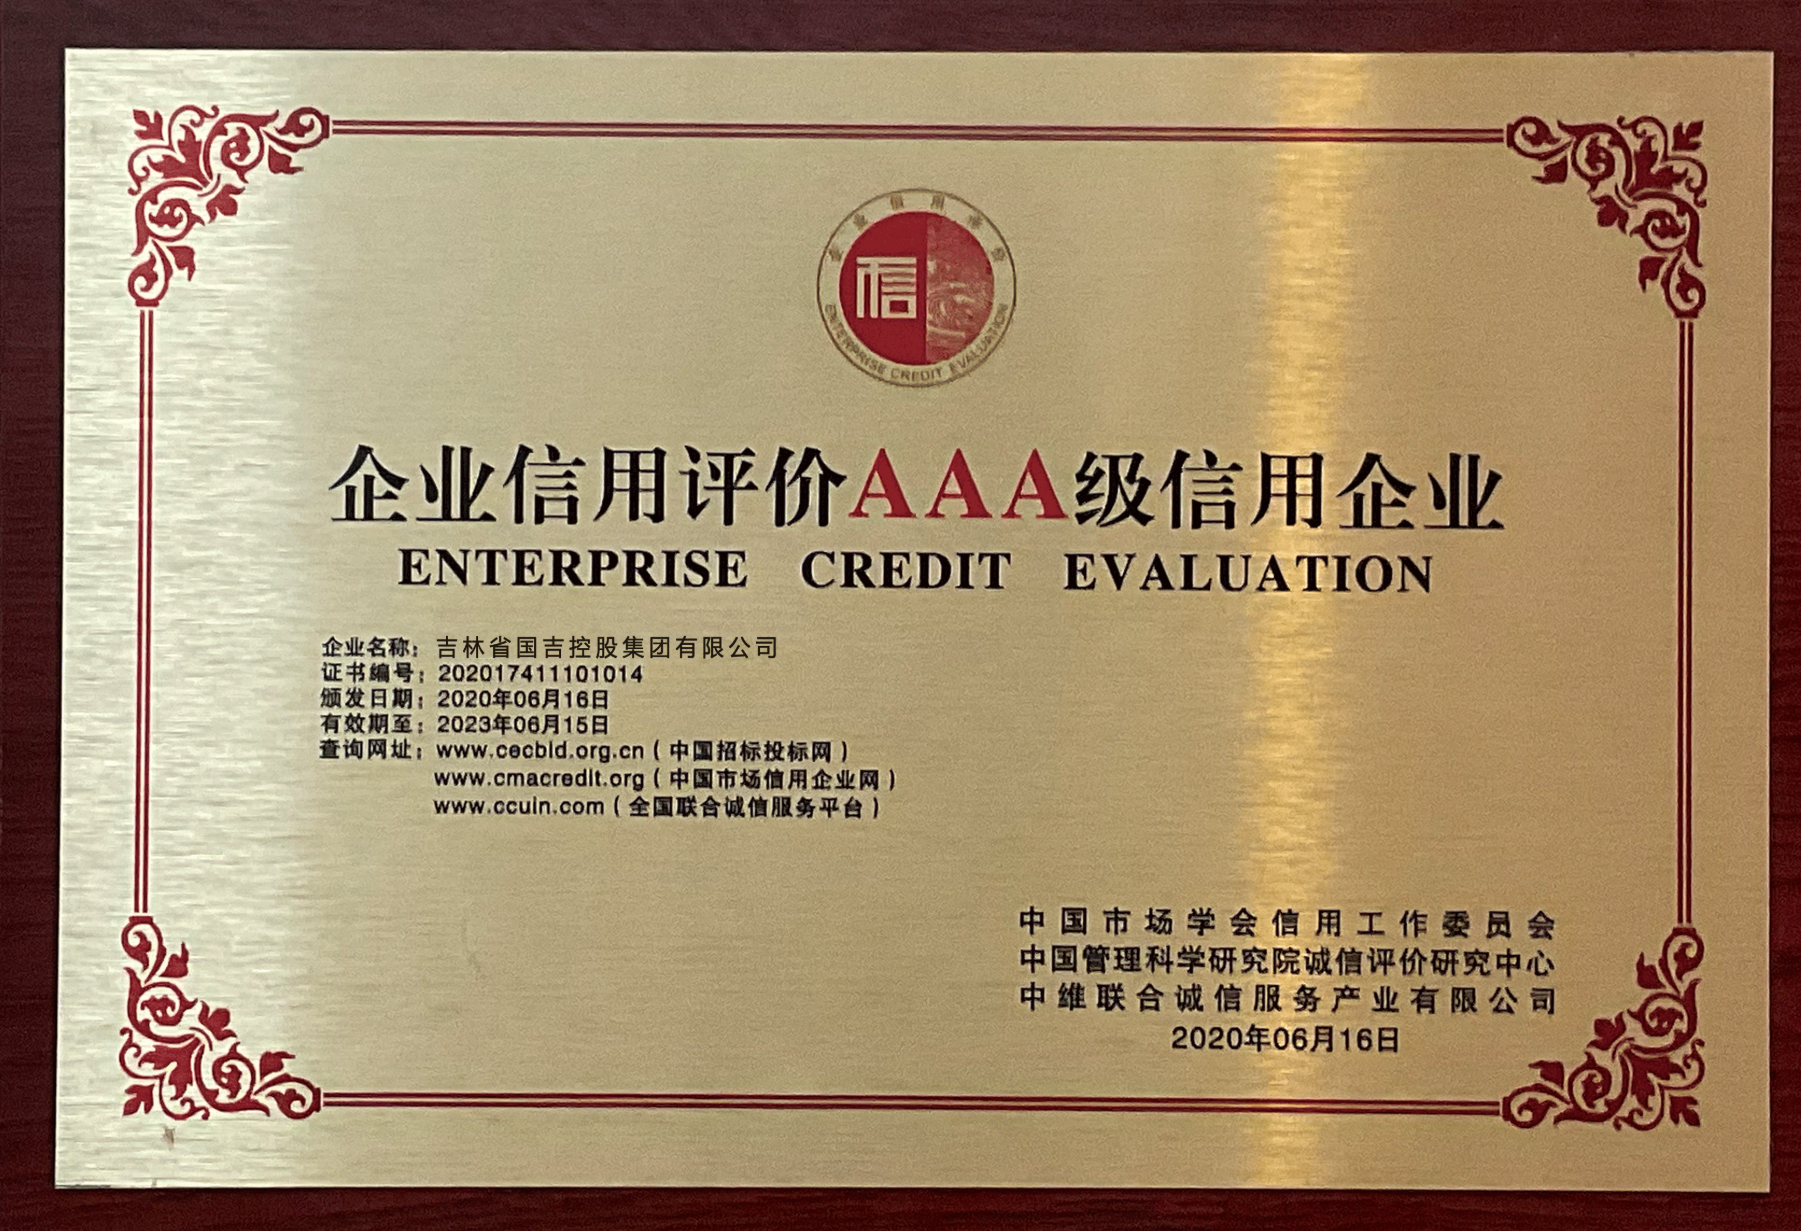 企业信用评价
信
ENTERPRISE CREDIT EVALUATION
企业信用评价AAA级信用企业
ENTERPRISE CREDIT EVALUATION
企业名称：吉林省国吉控股集团有限公司
证书编号：202017411101014
颁发日期：2020年06月16日
有效期至：2023年06月15日
查询网址：www.cecbid.org.cn（中国招标投标网）
www.cmacredit.org（中国市场信用企业网）
www.ccuin.com（全国联合诚信服务平台）
中国市场学会信用工作委员会
中国管理科学研究院诚信评价研究中心
中维联合诚信服务产业有限公司
2020年06月16日